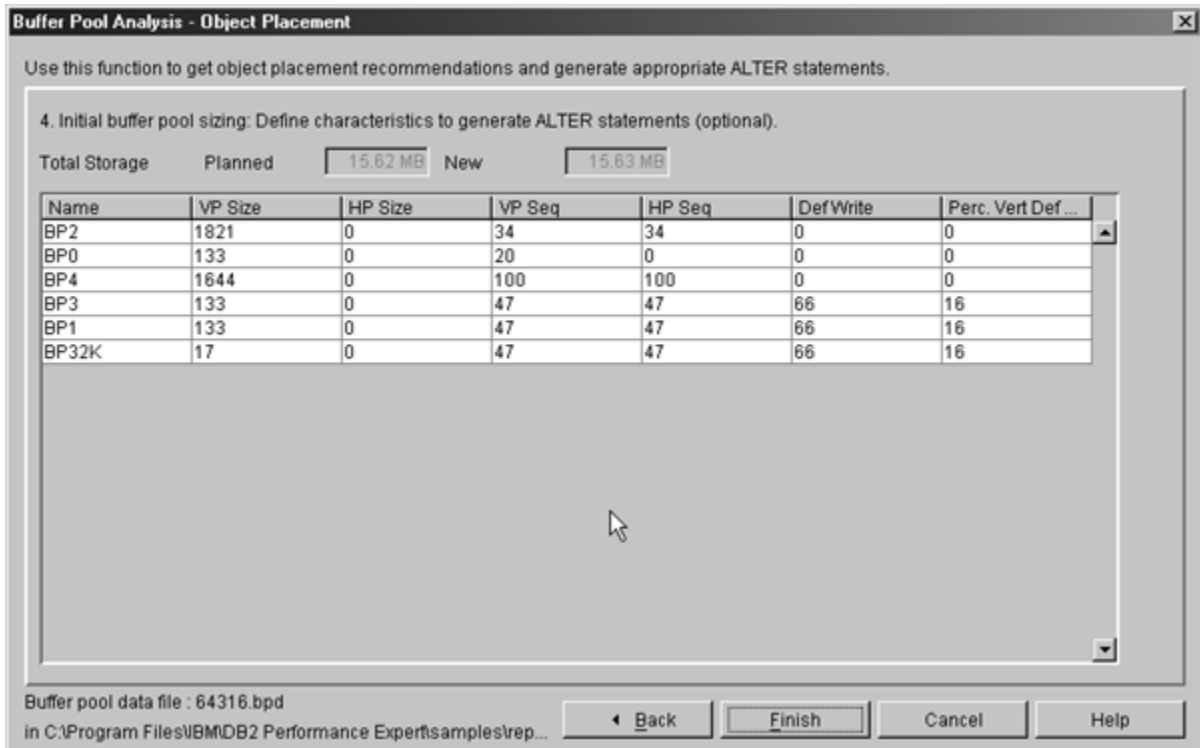 Buffer Pool Analysis - Object Placement
Use this function to get object placement recommendations and generate appropriate ALTER statements.
4. Initial buffer pool sizing: Define characteristics to generate ALTER statements (optional).
Total Storage Planned 15.62 MB New 15.63 MB
Name VP Size HP Size VP Seq HP Seq Def Write Perc. Vert Def ...
BP2 1821 0 34 34 0 0
BP0 133 0 20 0 0 0
BP4 1644 0 100 100 0 0
BP3 133 0 47 47 66 16
BP1 133 0 47 47 66 16
BP32K 17 0 47 47 66 16
Buffer pool data file : 64316.bpd
in C:\Program Files\IBM\DB2 Performance Expert\samples\rep...
Back Finish Cancel Help